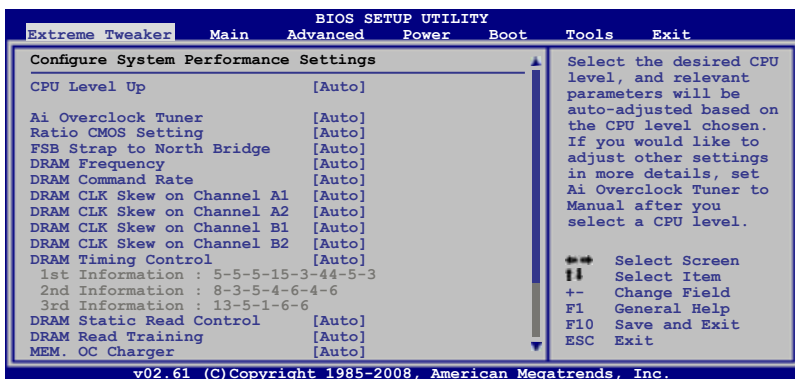 BIOS SETUP UTILITY
Extreme Tweaker Main Advanced Power Boot Tools Exit
Configure System Performance Settings
CPU Level Up [Auto]
Ai Overclock Tuner [Auto]
Ratio CMOS Setting [Auto]
FSB Strap to North Bridge [Auto]
DRAM Frequency [Auto]
DRAM Command Rate [Auto]
DRAM CLK Skew on Channel A1 [Auto]
DRAM CLK Skew on Channel A2 [Auto]
DRAM CLK Skew on Channel B1 [Auto]
DRAM CLK Skew on Channel B2 [Auto]
DRAM Timing Control [Auto]
1st Information : 5-5-5-15-3-44-5-3
2nd Information : 8-3-5-4-6-4-6
3rd Information : 13-5-1-6-6
DRAM Static Read Control [Auto]
DRAM Read Training [Auto]
MEM. OC Charger [Auto]
Select the desired CPU
level, and relevant
parameters will be
auto-adjusted based on
the CPU level chosen.
If you would like to
adjust other settings
in more details, set
Ai Overclock Tuner to
Manual after you
select a CPU level.
←→ Select Screen
↑↓ Select Item
+- Change Field
F1 General Help
F10 Save and Exit
ESC Exit
v02.61 (C)Copyright 1985-2008, American Megatrends, Inc.